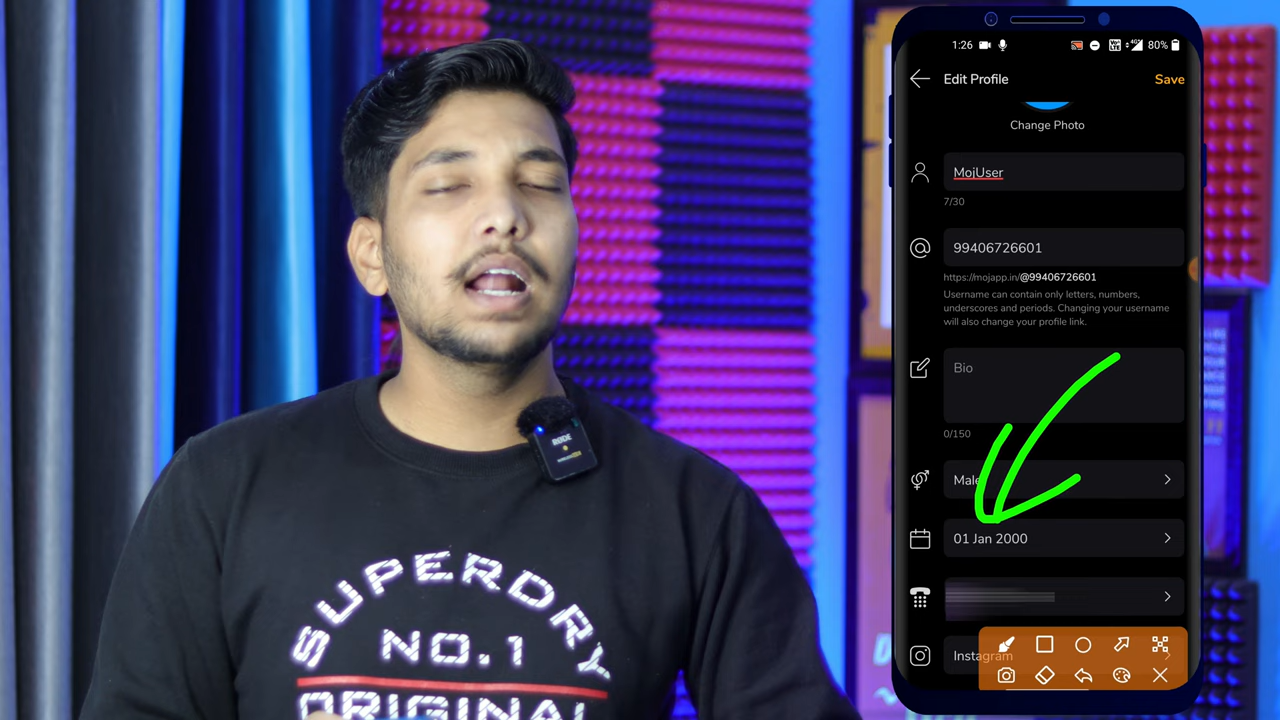 1:26
80%
Edit Profile
Save
Change Photo
MojUser
7/30
99406726601
https://mojapp.in/@99406726601
Username can contain only letters, numbers,
underscores and periods. Changing your username
will also change your profile link.
Bio
0/150
Male
01 Jan 2000
Instagram
RODE
SUPERDRY
NO.1
ORIGINAL